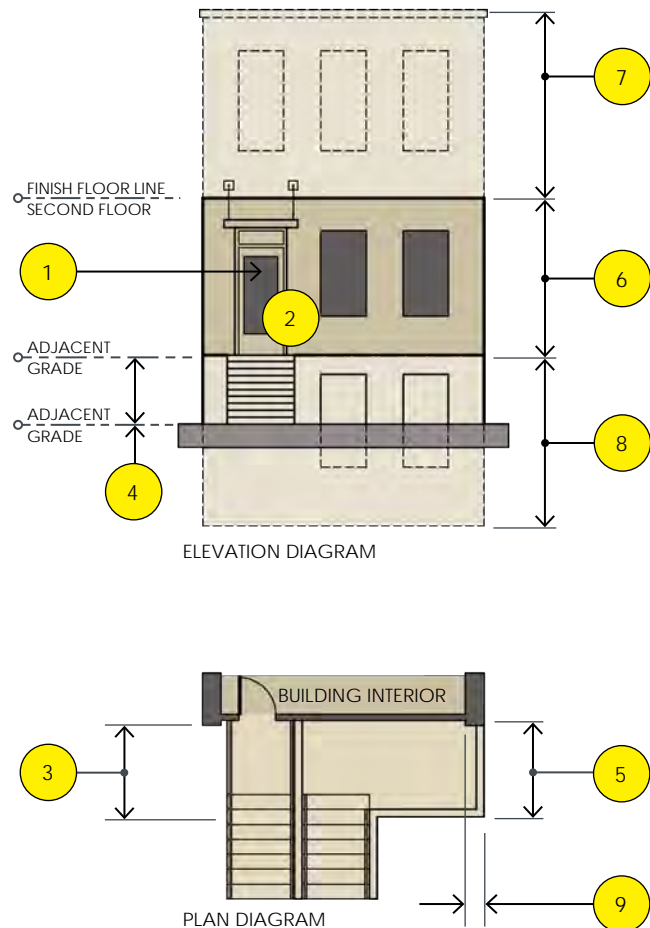 7
FINISH FLOOR LINE
SECOND FLOOR
1
6
2
ADJACENT
GRADE
ADJACENT
GRADE
8
4
ELEVATION DIAGRAM
BUILDING INTERIOR
3
5
9
PLAN DIAGRAM